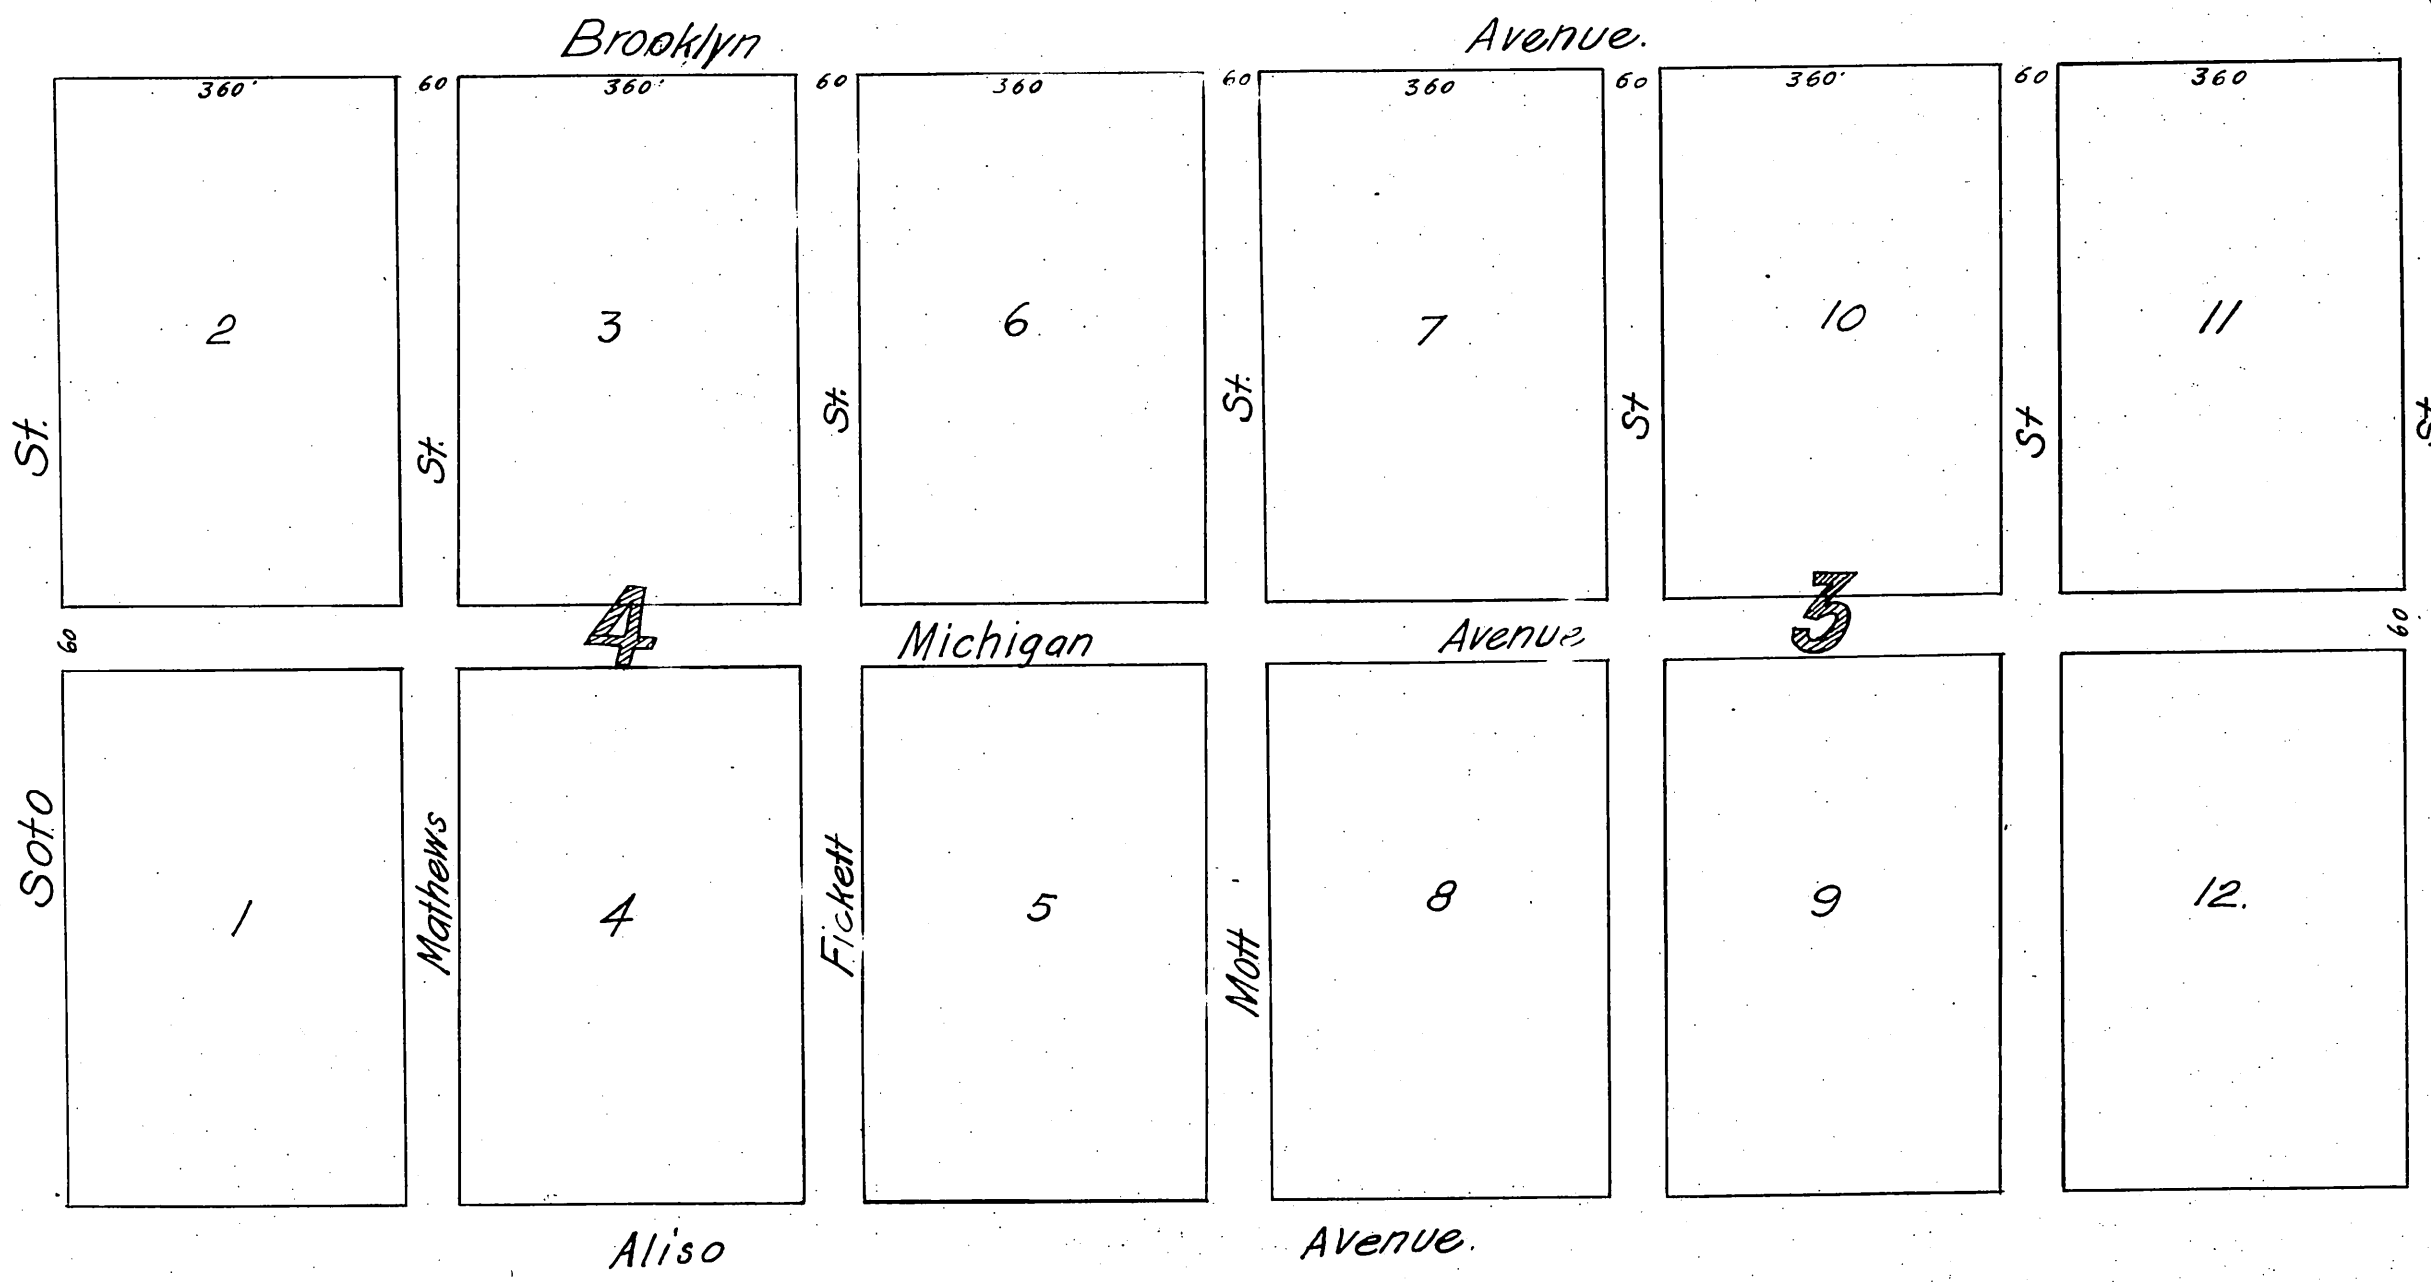 Brooklyn Avenue.
360' 60 360' 60 360 60 360 60 360' 60 360
2 3 6 7 10 11
St. St. St. St. St St St
60 4 Michigan Avenue 3 60
Soto Mathews Fickett Mott
1 4 5 8 9 12.
Aliso Avenue.